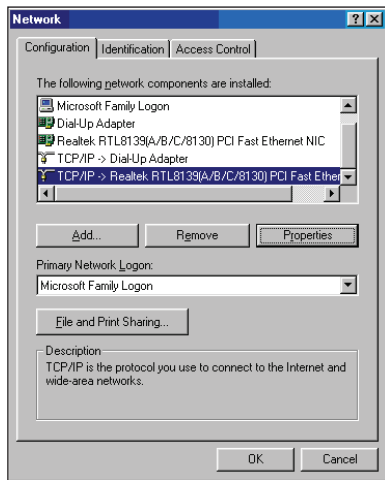 Network
Configuration Identification Access Control
The following network components are installed:
Microsoft Family Logon
Dial-Up Adapter
Realtek RTL8139(A/B/C/8130) PCI Fast Ethernet NIC
TCP/IP -> Dial-Up Adapter
TCP/IP -> Realtek RTL8139(A/B/C/8130) PCI Fast Ether
Add... Remove Properties
Primary Network Logon:
Microsoft Family Logon
File and Print Sharing...
Description
TCP/IP is the protocol you use to connect to the Internet and
wide-area networks.
OK Cancel